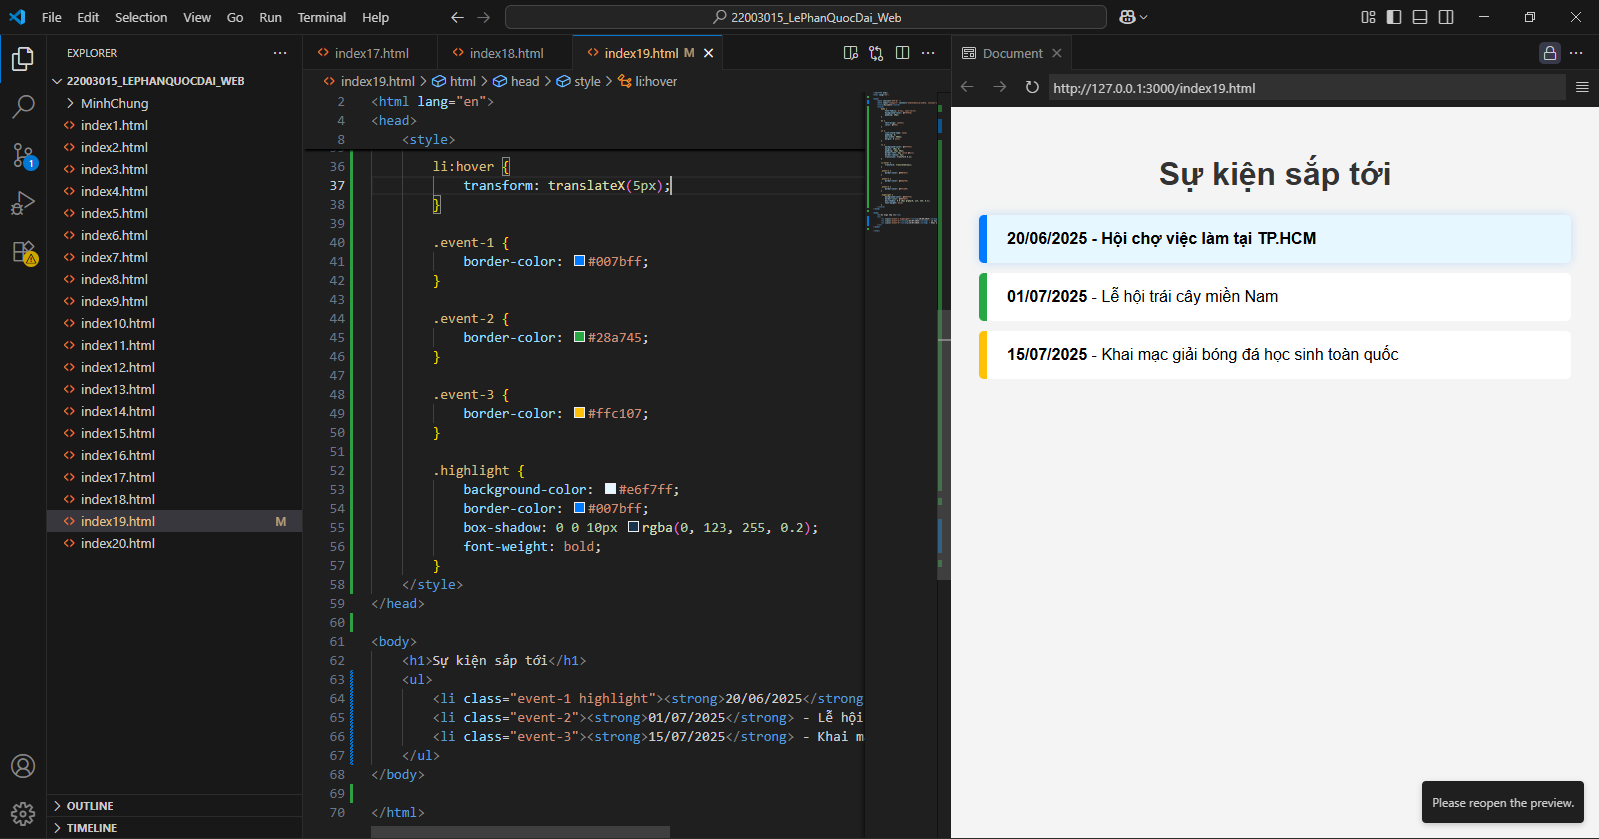 File Edit Selection View Go Run Terminal Help
22003015_LePhanQuocDai_Web
EXPLORER
22003015_LEPHANQUOCDAI_WEB
MinhChung
index1.html
index2.html
index3.html
index4.html
index5.html
index6.html
index7.html
index8.html
index9.html
index10.html
index11.html
index12.html
index13.html
index14.html
index15.html
index16.html
index17.html
index18.html
index19.html M
index20.html
OUTLINE
TIMELINE
1
index17.html index18.html index19.html M
index19.html > html > head > style > li:hover
2 <html lang="en">
4 <head>
8 <style>
36 li:hover {
37 transform: translateX(5px);
38 }
39
40 .event-1 {
41 border-color: #007bff;
42 }
43
44 .event-2 {
45 border-color: #28a745;
46 }
47
48 .event-3 {
49 border-color: #ffc107;
50 }
51
52 .highlight {
53 background-color: #e6f7ff;
54 border-color: #007bff;
55 box-shadow: 0 0 10px rgba(0, 123, 255, 0.2);
56 font-weight: bold;
57 }
58 </style>
59 </head>
60
61 <body>
62 <h1>Sự kiện sắp tới</h1>
63 <ul>
64 <li class="event-1 highlight"><strong>20/06/2025</strong
65 <li class="event-2"><strong>01/07/2025</strong> - Lễ hội
66 <li class="event-3"><strong>15/07/2025</strong> - Khai m
67 </ul>
68 </body>
69
70 </html>
Document
http://127.0.0.1:3000/index19.html
Sự kiện sắp tới
20/06/2025 - Hội chợ việc làm tại TP.HCM
01/07/2025 - Lễ hội trái cây miền Nam
15/07/2025 - Khai mạc giải bóng đá học sinh toàn quốc
Please reopen the preview.